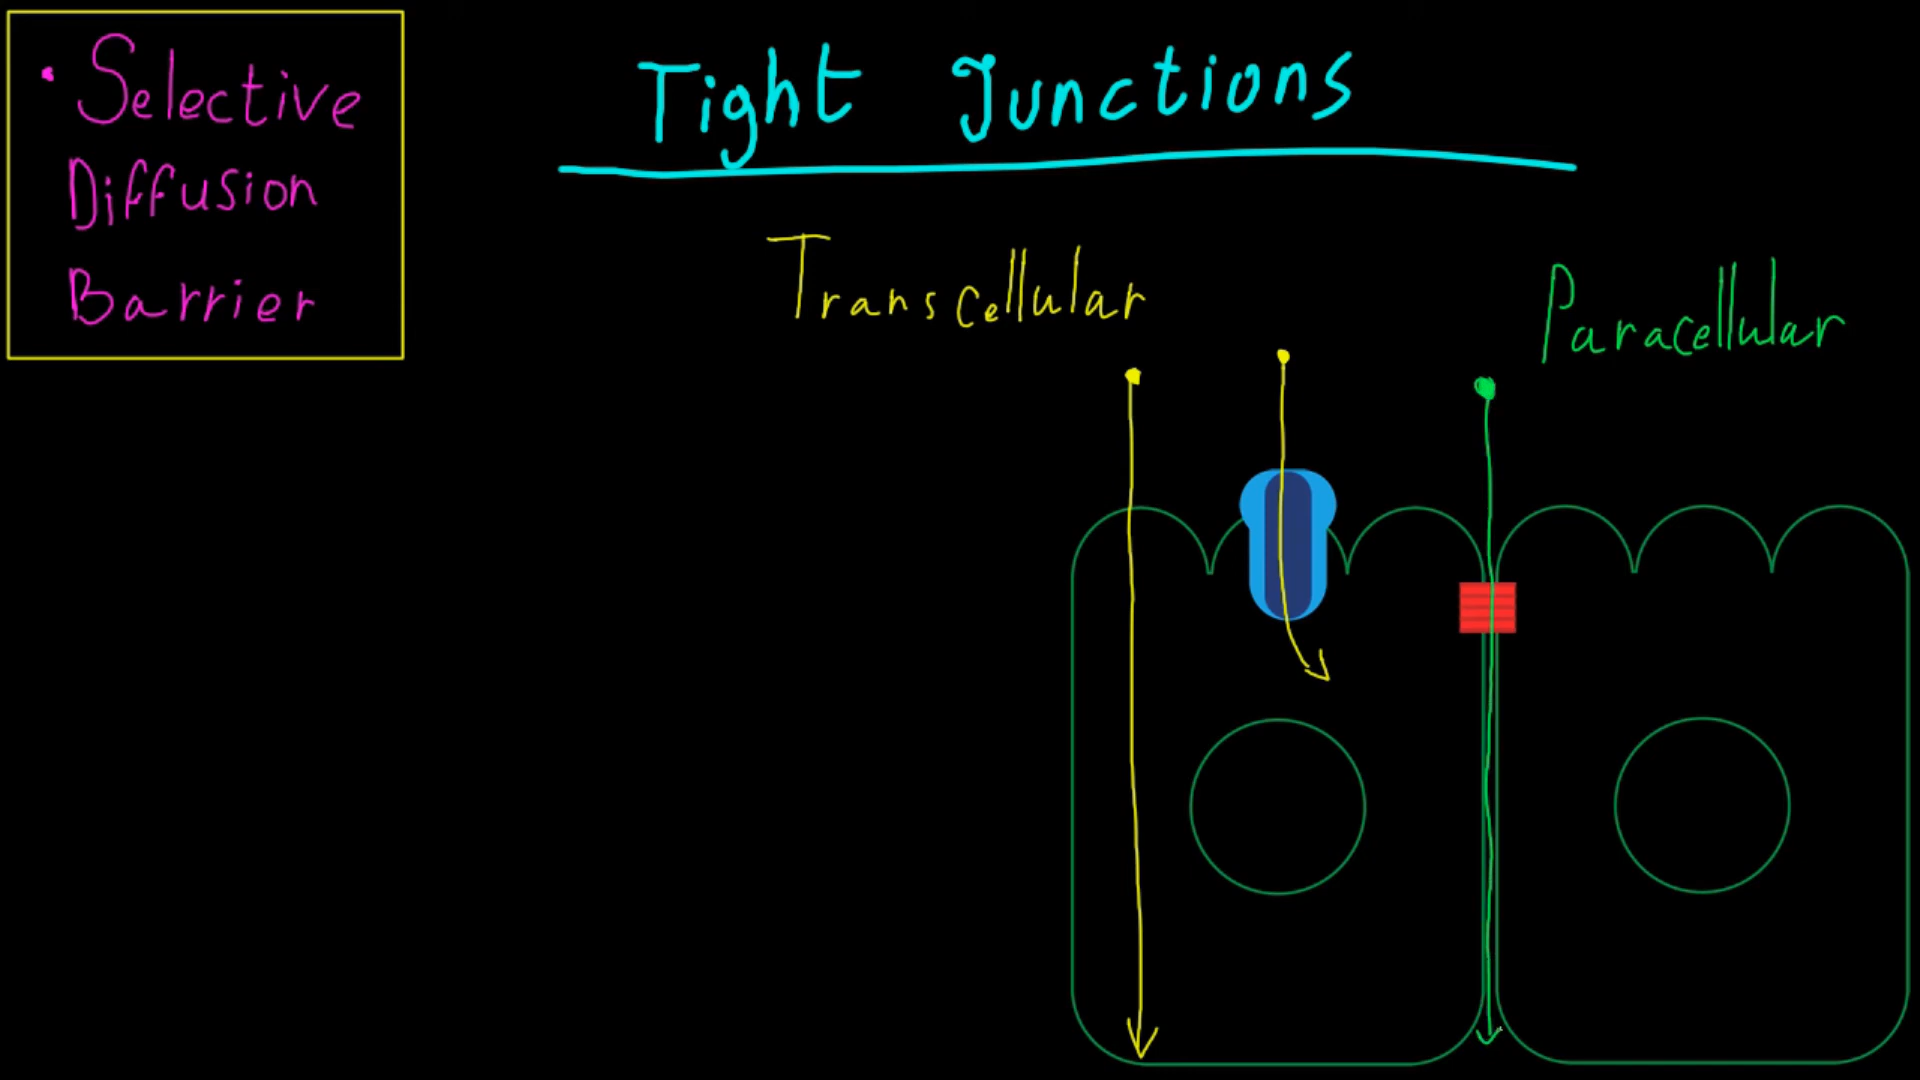 • Selective
Diffusion
Barrier
Tight Junctions
Transcellular
Paracellular